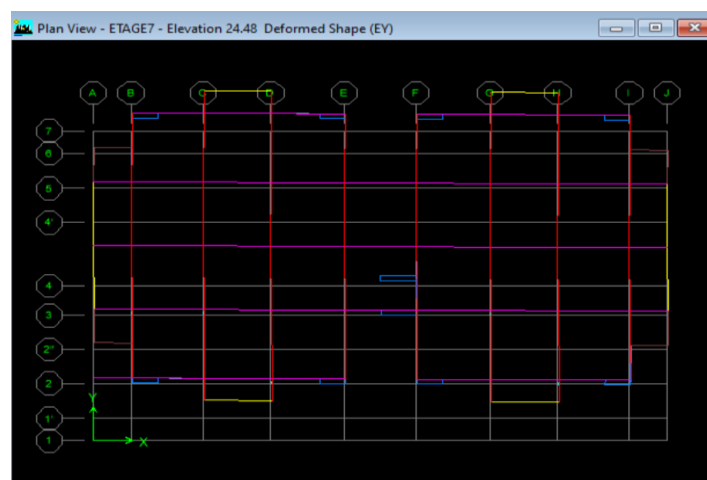 Plan View - ETAGE7 - Elevation 24.48 Deformed Shape (EY)
A B C D E F G H I J
7
6
5
4'
4
3
2"
2
Y
1'
X
1